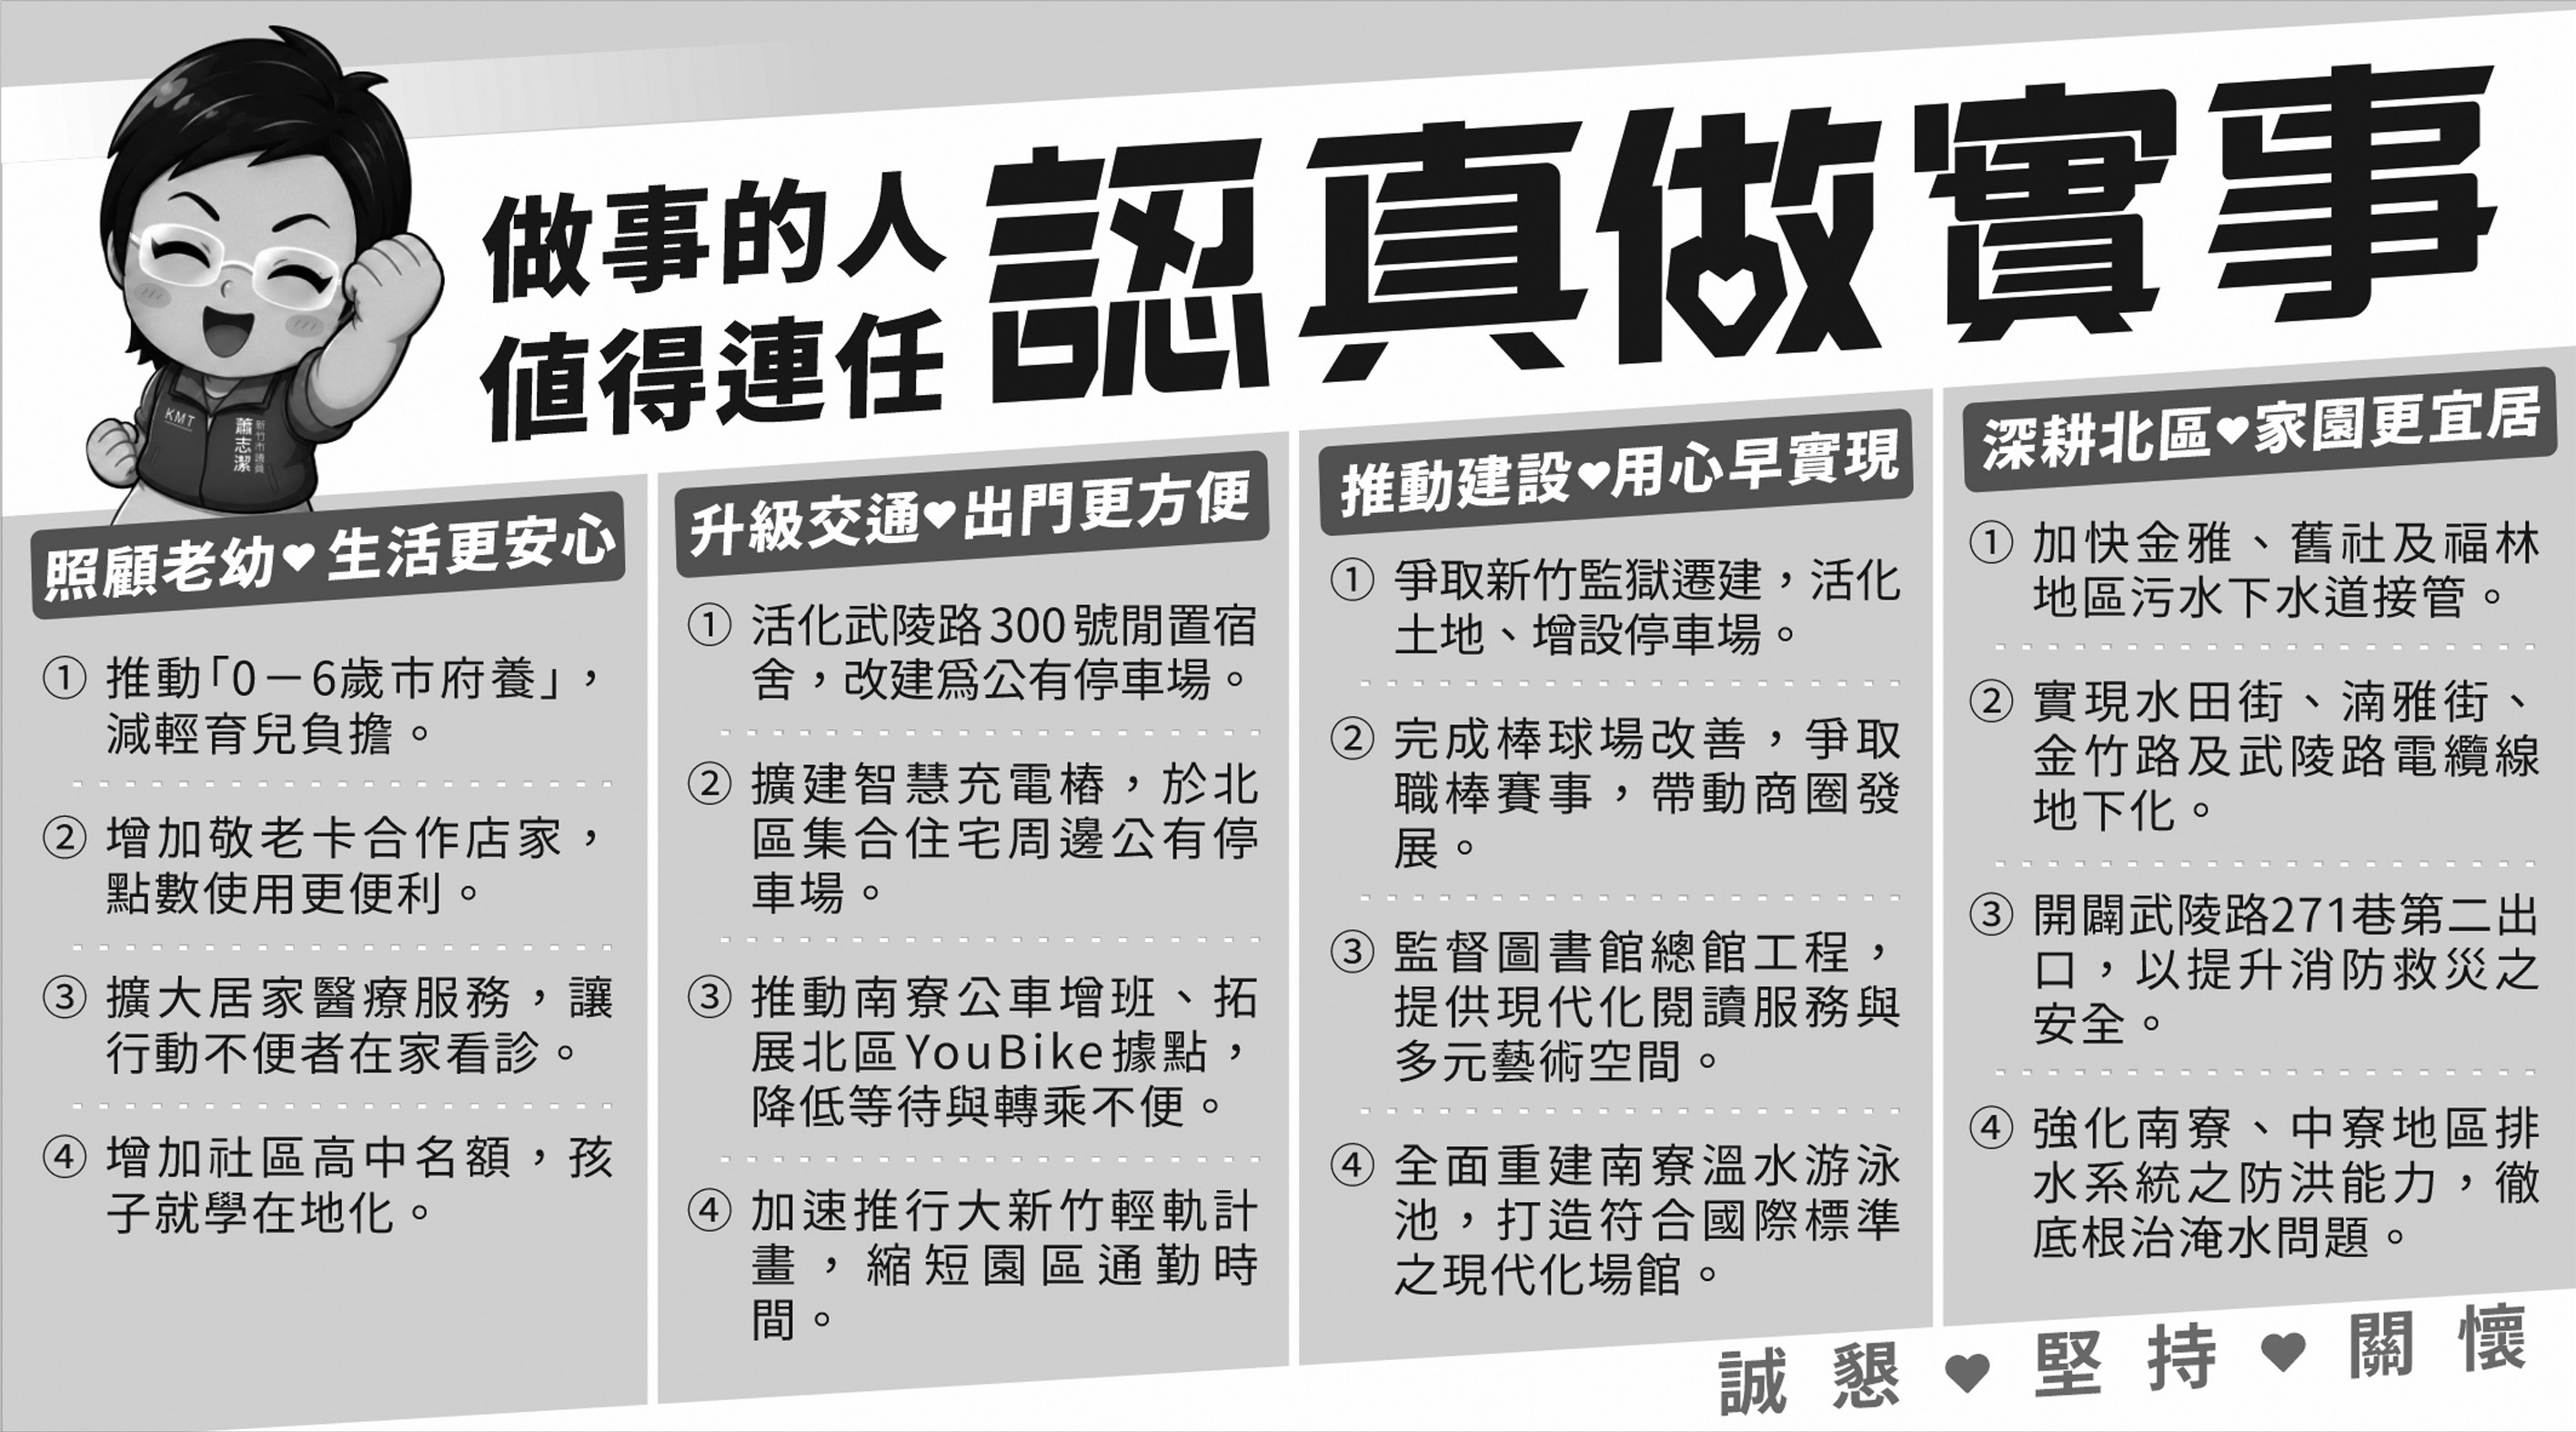 做事的人
值得連任
認真做實事
KMT
新竹市議員
蕭志潔
照顧老幼♥生活更安心
① 推動「0－6歲市府養」，
減輕育兒負擔。
② 增加敬老卡合作店家，
點數使用更便利。
③ 擴大居家醫療服務，讓
行動不便者在家看診。
④ 增加社區高中名額，孩
子就學在地化。
升級交通♥出門更方便
① 活化武陵路300號閒置宿
舍，改建為公有停車場。
② 擴建智慧充電樁，於北
區集合住宅周邊公有停
車場。
③ 推動南寮公車增班、拓
展北區YouBike據點，
降低等待與轉乘不便。
④ 加速推行大新竹輕軌計
畫，縮短園區通勤時
間。
推動建設♥用心早實現
① 爭取新竹監獄遷建，活化
土地、增設停車場。
② 完成棒球場改善，爭取
職棒賽事，帶動商圈發
展。
③ 監督圖書館總館工程，
提供現代化閱讀服務與
多元藝術空間。
④ 全面重建南寮溫水游泳
池，打造符合國際標準
之現代化場館。
深耕北區♥家園更宜居
① 加快金雅、舊社及福林
地區污水下水道接管。
② 實現水田街、湳雅街、
金竹路及武陵路電纜線
地下化。
③ 開闢武陵路271巷第二出
口，以提升消防救災之
安全。
④ 強化南寮、中寮地區排
水系統之防洪能力，徹
底根治淹水問題。
誠懇♥堅持♥關懷